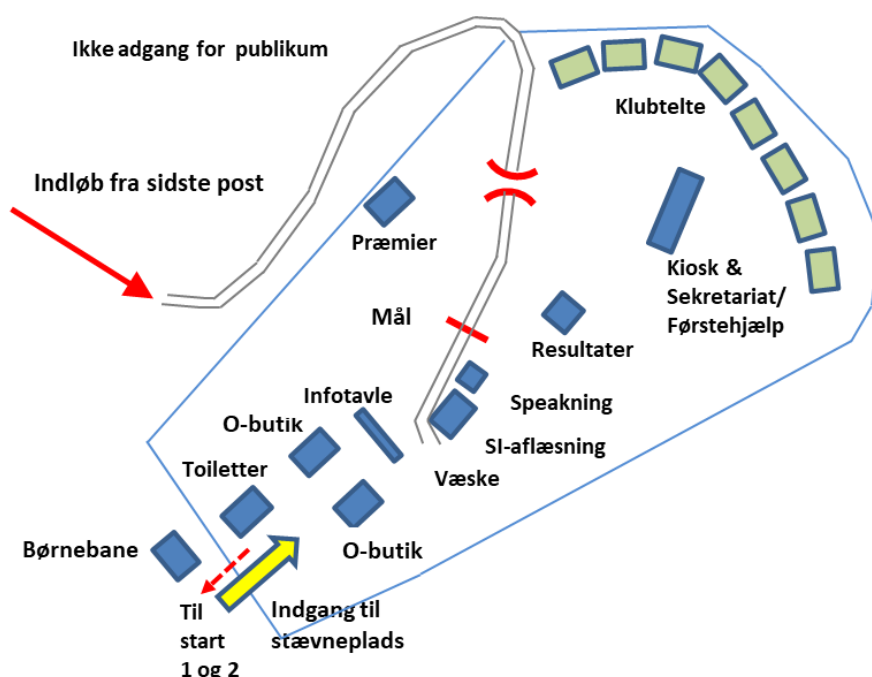 Ikke adgang for publikum
Klubtelte
Indløb fra sidste post
Præmier
Kiosk &
Sekretariat/
Førstehjælp
Mål
Resultater
Infotavle
Speakning
O-butik
SI-aflæsning
Toiletter
Væske
Børnebane
O-butik
Til
start
1 og 2
Indgang til
stævneplads